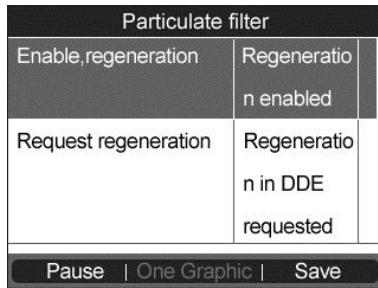 Particulate filter
Enable,regeneration
Regeneratio
n enabled
Request regeneration
Regeneratio
n in DDE
requested
Pause | One Graphic | Save